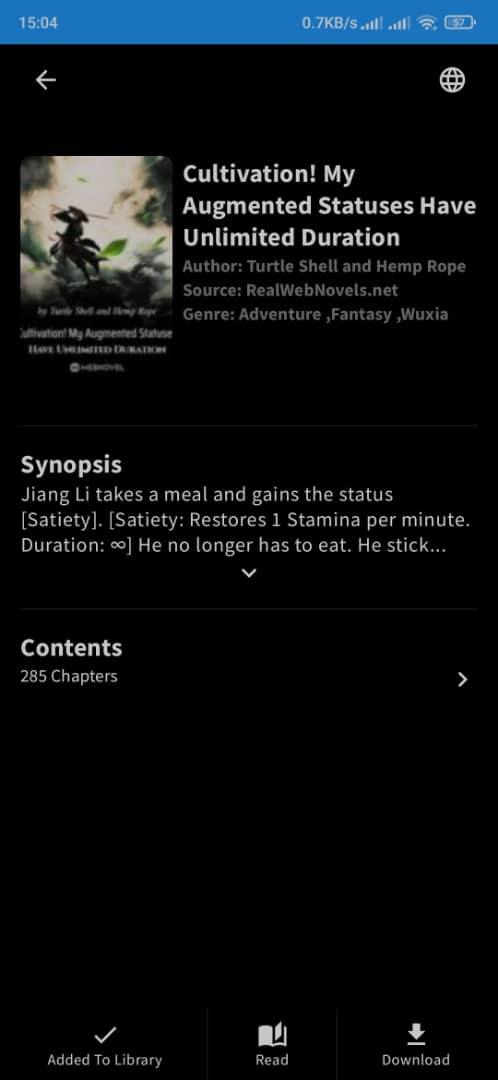 15:04
0.7KB/s
57
Cultivation! My
Augmented Statuses Have
Unlimited Duration
Author: Turtle Shell and Hemp Rope
Source: RealWebNovels.net
Genre: Adventure ,Fantasy ,Wuxia
by Turtle Shell and Hemp Rope
ultivation! My Augmented Statuse
HAVE UNLIMITED DURATION
WEBNOVEL
Synopsis
Jiang Li takes a meal and gains the status
[Satiety]. [Satiety: Restores 1 Stamina per minute.
Duration: ∞] He no longer has to eat. He stick...
Contents
285 Chapters
Added To Library
Read
Download